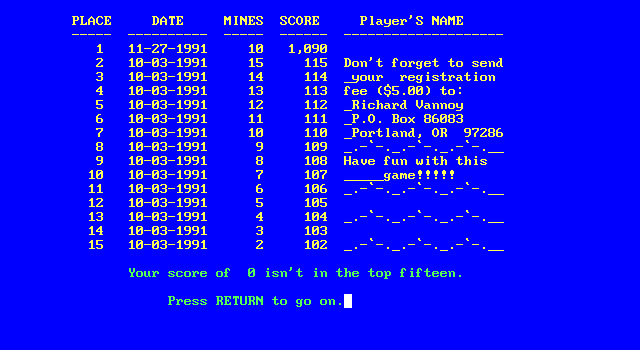 PLACE DATE MINES SCORE Player'S NAME
----- ---------- ----- ------ --------------------
1 11-27-1991 10 1,090
2 10-03-1991 15 115 Don't forget to send
3 10-03-1991 14 114 _your registration
4 10-03-1991 13 113 fee ($5.00) to:
5 10-03-1991 12 112 _Richard Vannoy
6 10-03-1991 11 111 _P.O. Box 86083
7 10-03-1991 10 110 _Portland, OR 97286
8 10-03-1991 9 109 _.-`-._.-`-._.-`-.__
9 10-03-1991 8 108 Have fun with this
10 10-03-1991 7 107 _____game!!!!!
11 10-03-1991 6 106 _.-`-._.-`-._.-`-.__
12 10-03-1991 5 105
13 10-03-1991 4 104 _.-`-._.-`-._.-`-.__
14 10-03-1991 3 103
15 10-03-1991 2 102 _.-`-._.-`-._.-`-.__
Your score of 0 isn't in the top fifteen.
Press RETURN to go on.